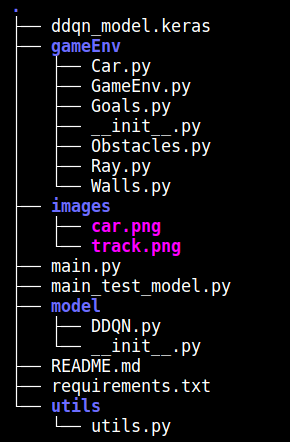 .
├── ddqn_model.keras
├── gameEnv
│   ├── Car.py
│   ├── GameEnv.py
│   ├── Goals.py
│   ├── __init__.py
│   ├── Obstacles.py
│   ├── Ray.py
│   └── Walls.py
├── images
│   ├── car.png
│   └── track.png
├── main.py
├── main_test_model.py
├── model
│   ├── DDQN.py
│   └── __init__.py
├── README.md
├── requirements.txt
└── utils
    └── utils.py